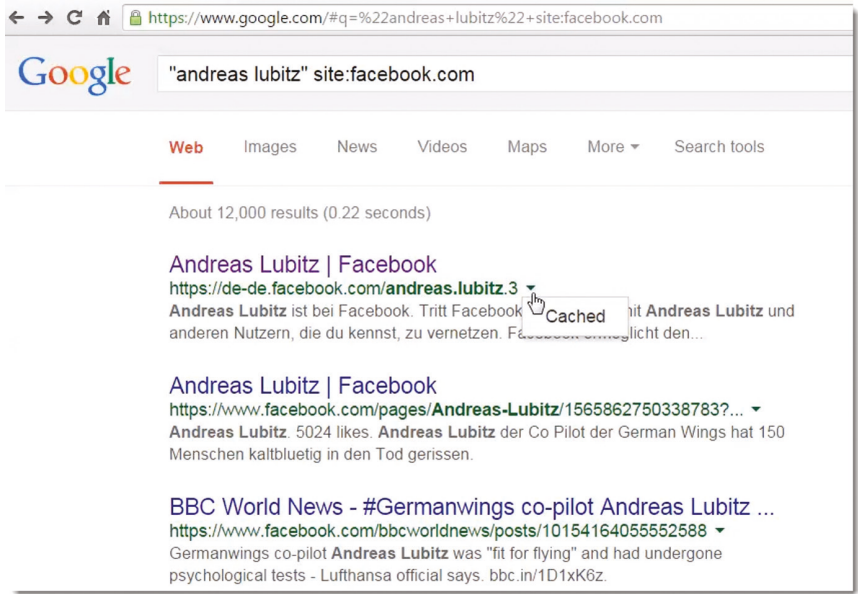 https://www.google.com/#q=%22andreas+lubitz%22+site:facebook.com
Google "andreas lubitz" site:facebook.com
Web Images News Videos Maps More Search tools
About 12,000 results (0.22 seconds)
Andreas Lubitz | Facebook
https://de-de.facebook.com/andreas.lubitz.3
Cached
Andreas Lubitz ist bei Facebook. Tritt Facebook mit Andreas Lubitz und
anderen Nutzern, die du kennst, zu vernetzen. Facebook ermöglicht den...
Andreas Lubitz | Facebook
https://www.facebook.com/pages/Andreas-Lubitz/1565862750338783?...
Andreas Lubitz. 5024 likes. Andreas Lubitz der Co Pilot der German Wings hat 150
Menschen kaltbluetig in den Tod gerissen.
BBC World News - #Germanwings co-pilot Andreas Lubitz ...
https://www.facebook.com/bbcworldnews/posts/10154164055552588
Germanwings co-pilot Andreas Lubitz was "fit for flying" and had undergone
psychological tests - Lufthansa official says. bbc.in/1D1xK6z.